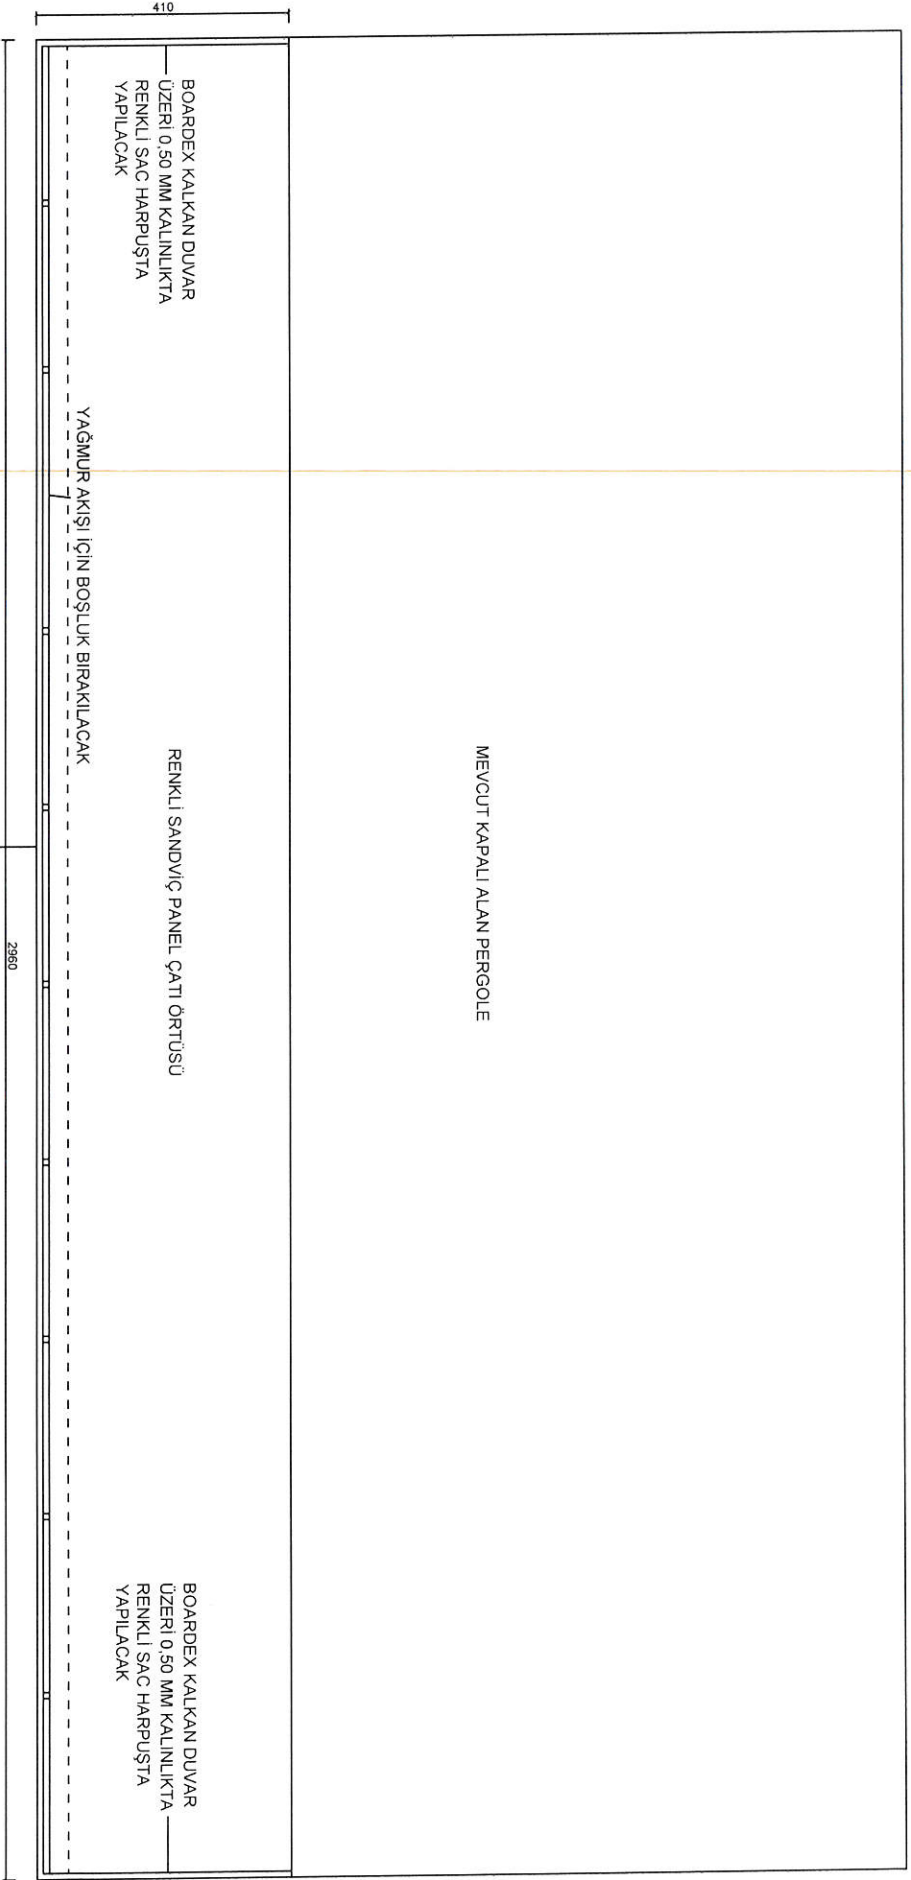 410
BOARDEX KALKAN DUVAR
ÜZERİ 0,50 MM KALINLIKTA
RENKLİ SAC HARPUŞTA
YAPILACAK
YAĞMUR AKIŞI İÇİN BOŞLUK BIRAKILACAK
MEVCUT KAPALI ALAN PERGOLE
RENKLİ SANDVİÇ PANEL ÇATI ÖRTÜSÜ
2960
BOARDEX KALKAN DUVAR
ÜZERİ 0,50 MM KALINLIKTA
RENKLİ SAC HARPUŞTA
YAPILACAK